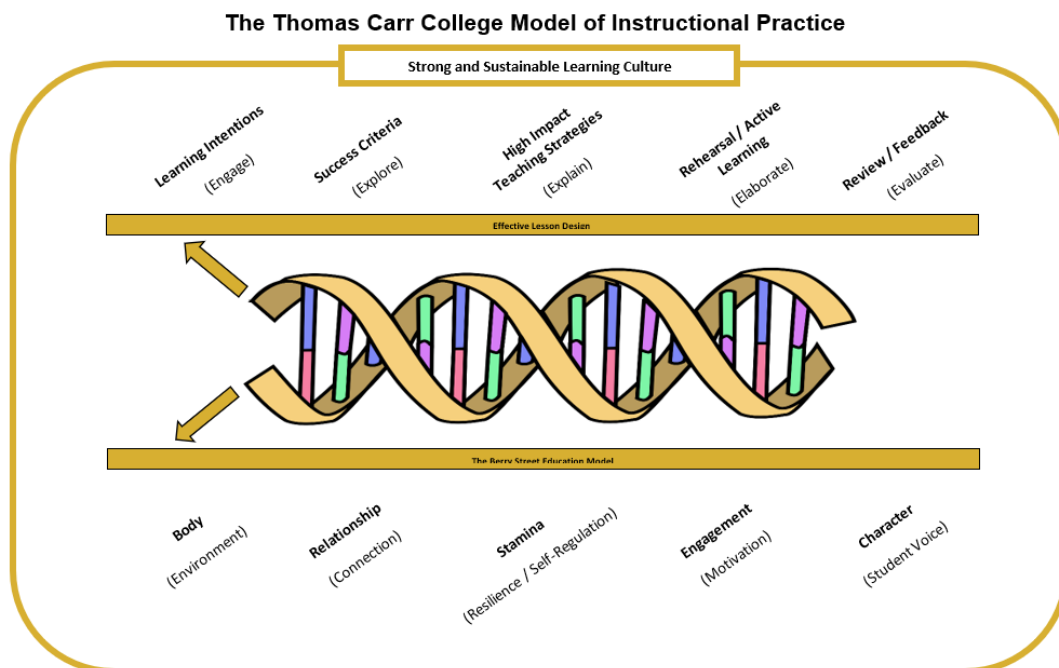 The Thomas Carr College Model of Instructional Practice
Strong and Sustainable Learning Culture
Learning Intentions
(Engage)
Success Criteria
(Explore)
High Impact
Teaching Strategies
(Explain)
Rehearsal / Active
Learning
(Elaborate)
Review / Feedback
(Evaluate)
Effective Lesson Design
The Berry Street Education Model
Body
(Environment)
Relationship
(Connection)
Stamina
(Resilience / Self-Regulation)
Engagement
(Motivation)
Character
(Student Voice)